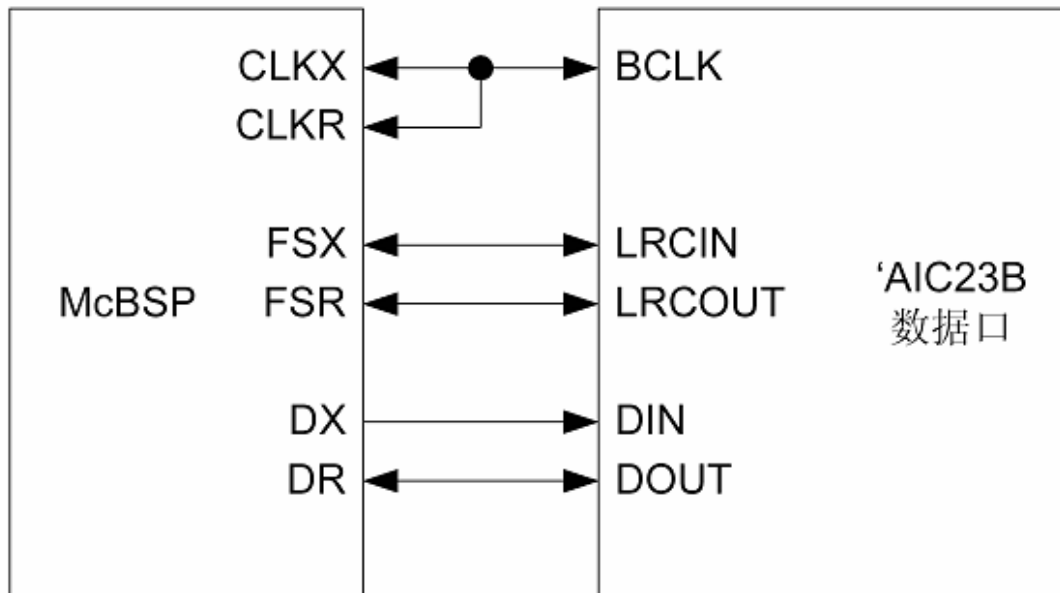 CLKX
BCLK
CLKR
FSX
LRCIN
McBSP
FSR
LRCOUT
‘AIC23B
数据口
DX
DIN
DR
DOUT